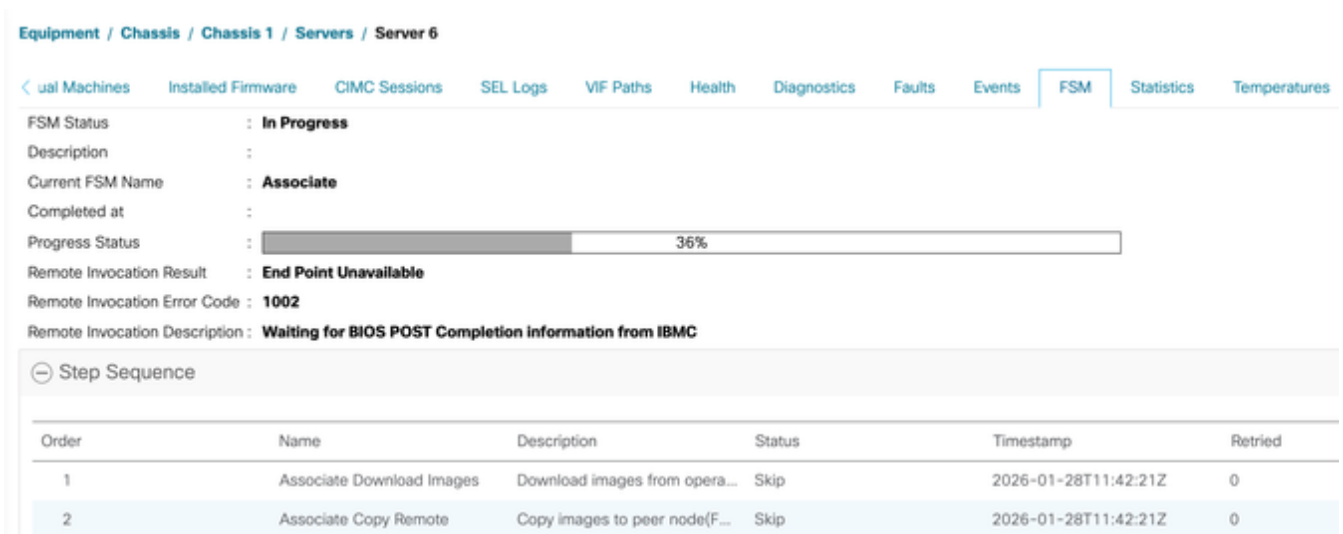 Equipment / Chassis / Chassis 1 / Servers / Server 6
ual Machines Installed Firmware CIMC Sessions SEL Logs VIF Paths Health Diagnostics Faults Events FSM Statistics Temperatures
FSM Status : In Progress
Description :
Current FSM Name : Associate
Completed at :
Progress Status : 36%
Remote Invocation Result : End Point Unavailable
Remote Invocation Error Code : 1002
Remote Invocation Description : Waiting for BIOS POST Completion information from IBMC
Step Sequence
Order Name Description Status Timestamp Retried
1 Associate Download Images Download images from opera... Skip 2026-01-28T11:42:21Z 0
2 Associate Copy Remote Copy images to peer node(F... Skip 2026-01-28T11:42:21Z 0